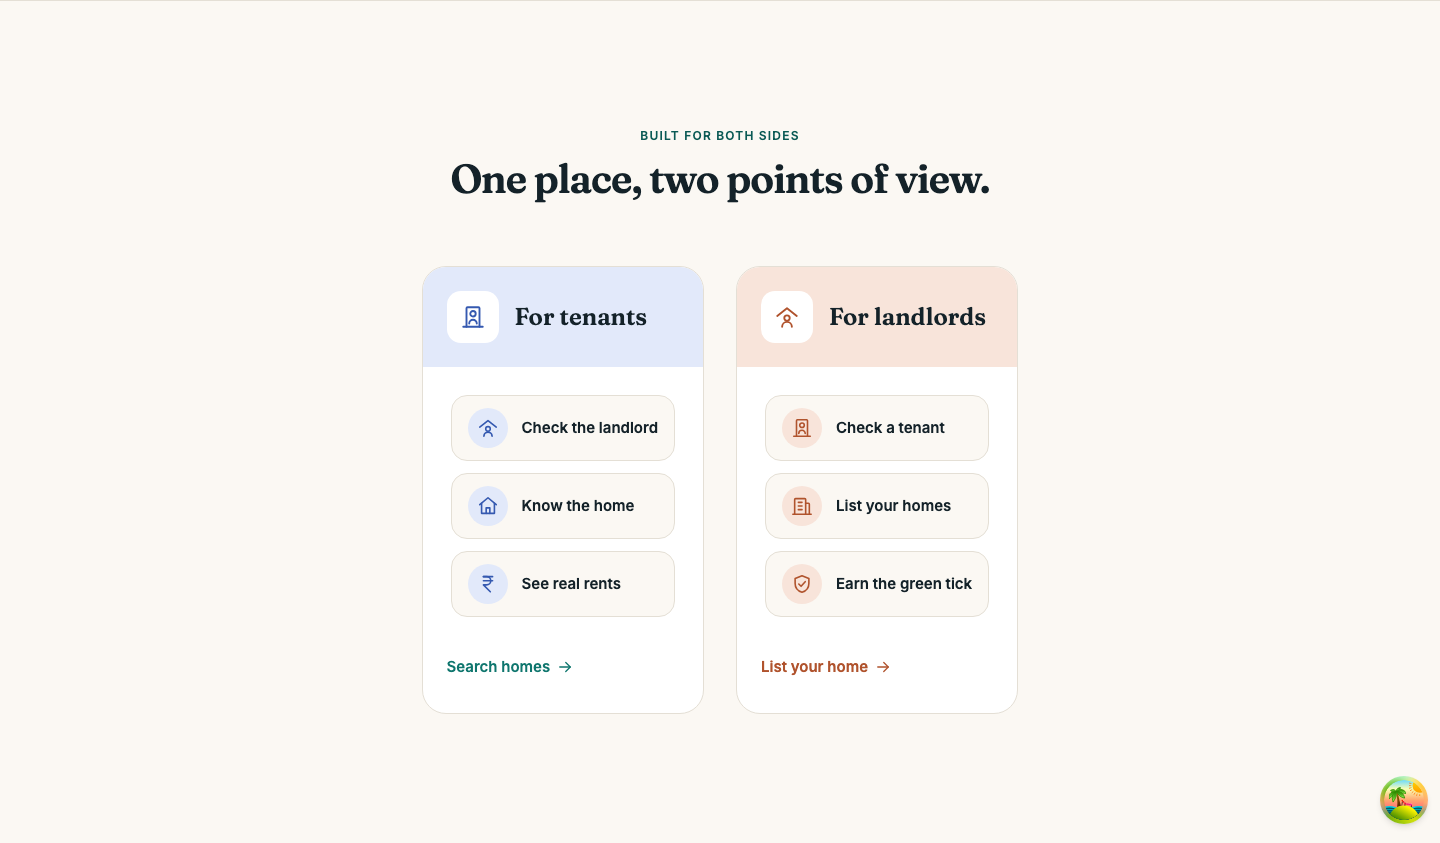 BUILT FOR BOTH SIDES
One place, two points of view.
For tenants
Check the landlord
Know the home
See real rents
Search homes →
For landlords
Check a tenant
List your homes
Earn the green tick
List your home →